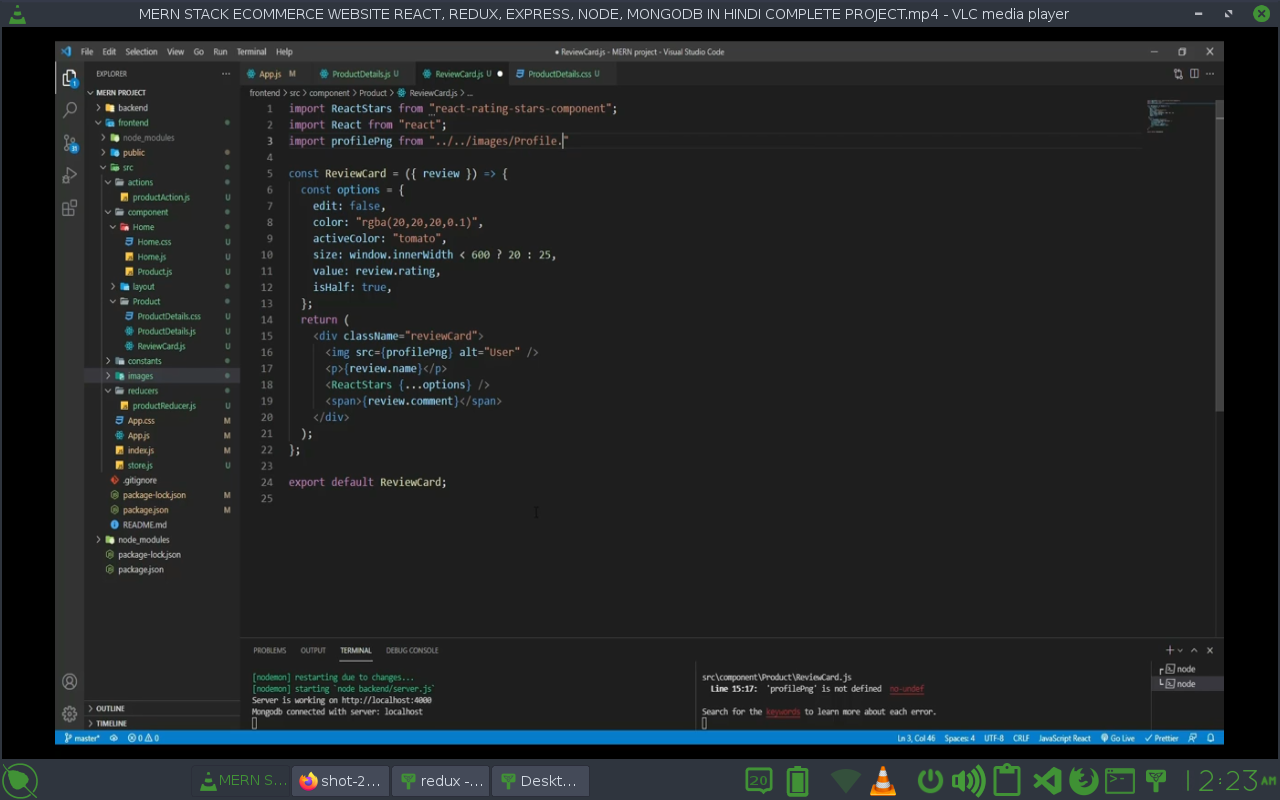 MERN STACK ECOMMERCE WEBSITE REACT, REDUX, EXPRESS, NODE, MONGODB IN HINDI COMPLETE PROJECT.mp4 - VLC media player
File Edit Selection View Go Run Terminal Help
● ReviewCard.js - MERN project - Visual Studio Code
EXPLORER
MERN PROJECT
backend
frontend
node_modules
public
src
actions
productAction.js U
component
Home
Home.css U
Home.js U
Product.js U
layout
Product
ProductDetails.css U
ProductDetails.js U
ReviewCard.js U
constants
images
reducers
productReducer.js U
App.css M
App.js M
index.js M
store.js U
.gitignore
package-lock.json M
package.json M
README.md
node_modules
package-lock.json
package.json
OUTLINE
TIMELINE
App.js M ProductDetails.js U ReviewCard.js U ● ProductDetails.css U
frontend > src > component > Product > ReviewCard.js > ...
1 import ReactStars from "react-rating-stars-component";
2 import React from "react";
3 import profilePng from "../../images/Profile."
4
5 const ReviewCard = ({ review }) => {
6 const options = {
7 edit: false,
8 color: "rgba(20,20,20,0.1)",
9 activeColor: "tomato",
10 size: window.innerWidth < 600 ? 20 : 25,
11 value: review.rating,
12 isHalf: true,
13 };
14 return (
15 <div className="reviewCard">
16 <img src={profilePng} alt="User" />
17 <p>{review.name}</p>
18 <ReactStars {...options} />
19 <span>{review.comment}</span>
20 </div>
21 );
22 };
23
24 export default ReviewCard;
25
PROBLEMS OUTPUT TERMINAL DEBUG CONSOLE
[nodemon] restarting due to changes...
[nodemon] starting `node backend/server.js`
Server is working on http://localhost:4000
Mongodb connected with server: localhost
src\component\Product\ReviewCard.js
Line 15:17: 'profilePng' is not defined no-undef
Search for the keywords to learn more about each error.
node
node
master* 0 0 Ln 3, Col 46 Spaces: 4 UTF-8 CRLF JavaScript React Go Live Prettier
MERN S... shot-2... redux -... Deskt... 20 12:23 AM